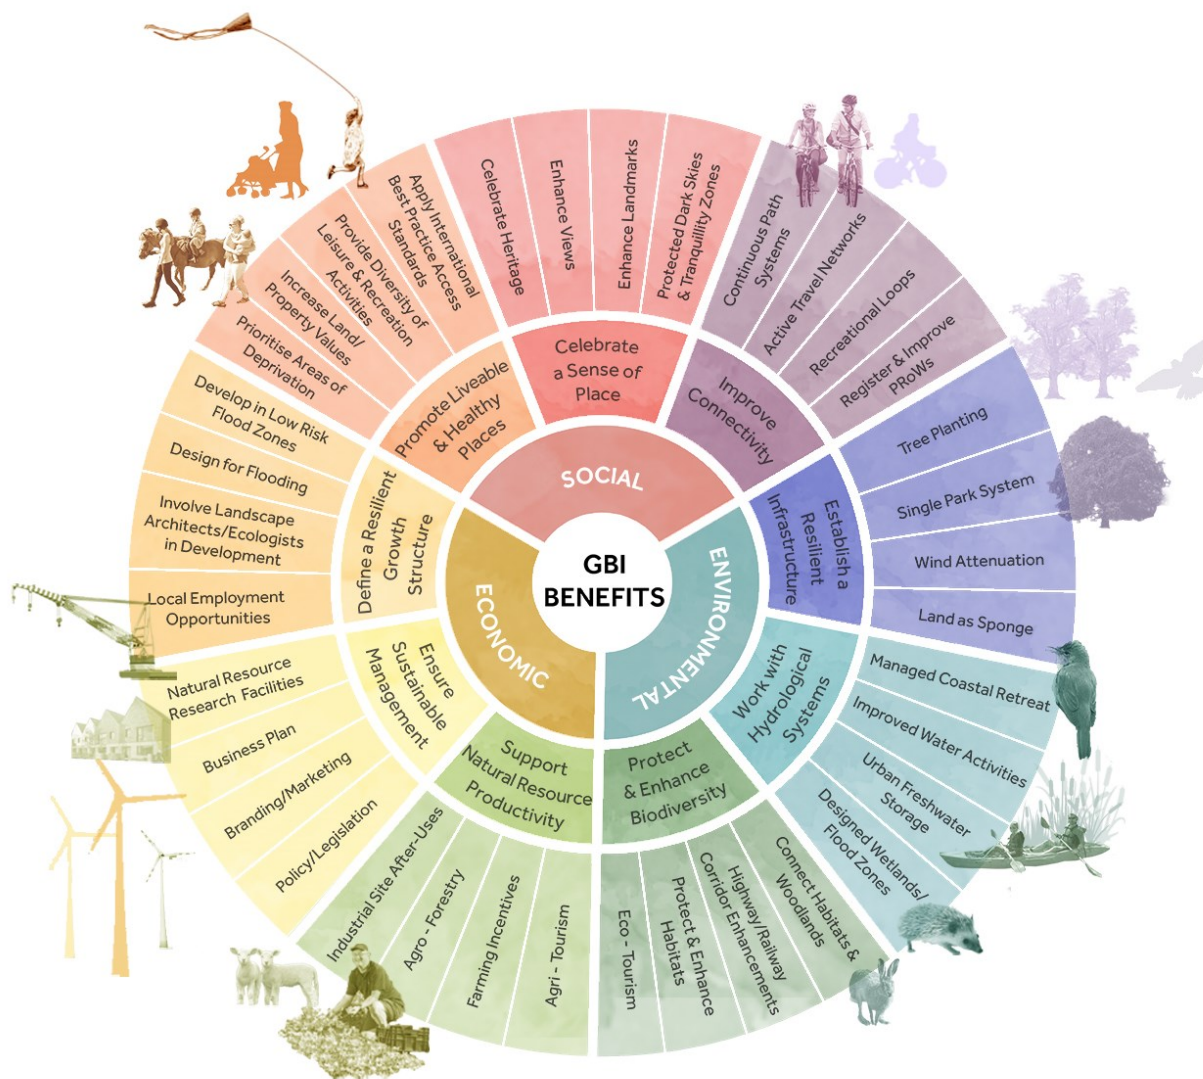 GBI
BENEFITS
SOCIAL
ENVIRONMENTAL
ECONOMIC
Celebrate
a Sense of
Place
Celebrate Heritage
Enhance Views
Enhance Landmarks
Protected Dark Skies
& Tranquillity Zones
Improve
Connectivity
Continuous Path
Systems
Active Travel Networks
Recreational Loops
Register & Improve
PRoWs
Establish a
Resilient
Infrastructure
Tree Planting
Single Park System
Wind Attenuation
Land as Sponge
Work with
Hydrological
Systems
Managed Coastal Retreat
Improved Water Activities
Urban Freshwater
Storage
Designed Wetlands/
Flood Zones
Protect
& Enhance
Biodiversity
Connect Habitats &
Woodlands
Highway/Railway
Corridor Enhancements
Protect & Enhance
Habitats
Eco - Tourism
Support
Natural Resource
Productivity
Agri - Tourism
Farming Incentives
Agro - Forestry
Industrial Site After-Uses
Ensure
Sustainable
Management
Policy/Legislation
Branding/Marketing
Business Plan
Natural Resource
Research Facilities
Define a Resilient
Growth
Structure
Local Employment
Opportunities
Involve Landscape
Architects/Ecologists
in Development
Design for Flooding
Develop in Low Risk
Flood Zones
Promote Liveable
& Healthy
Places
Prioritise Areas of
Deprivation
Increase Land/
Property Values
Provide Diversity of
Leisure & Recreation
Activities
Apply International
Best Practice Access
Standards